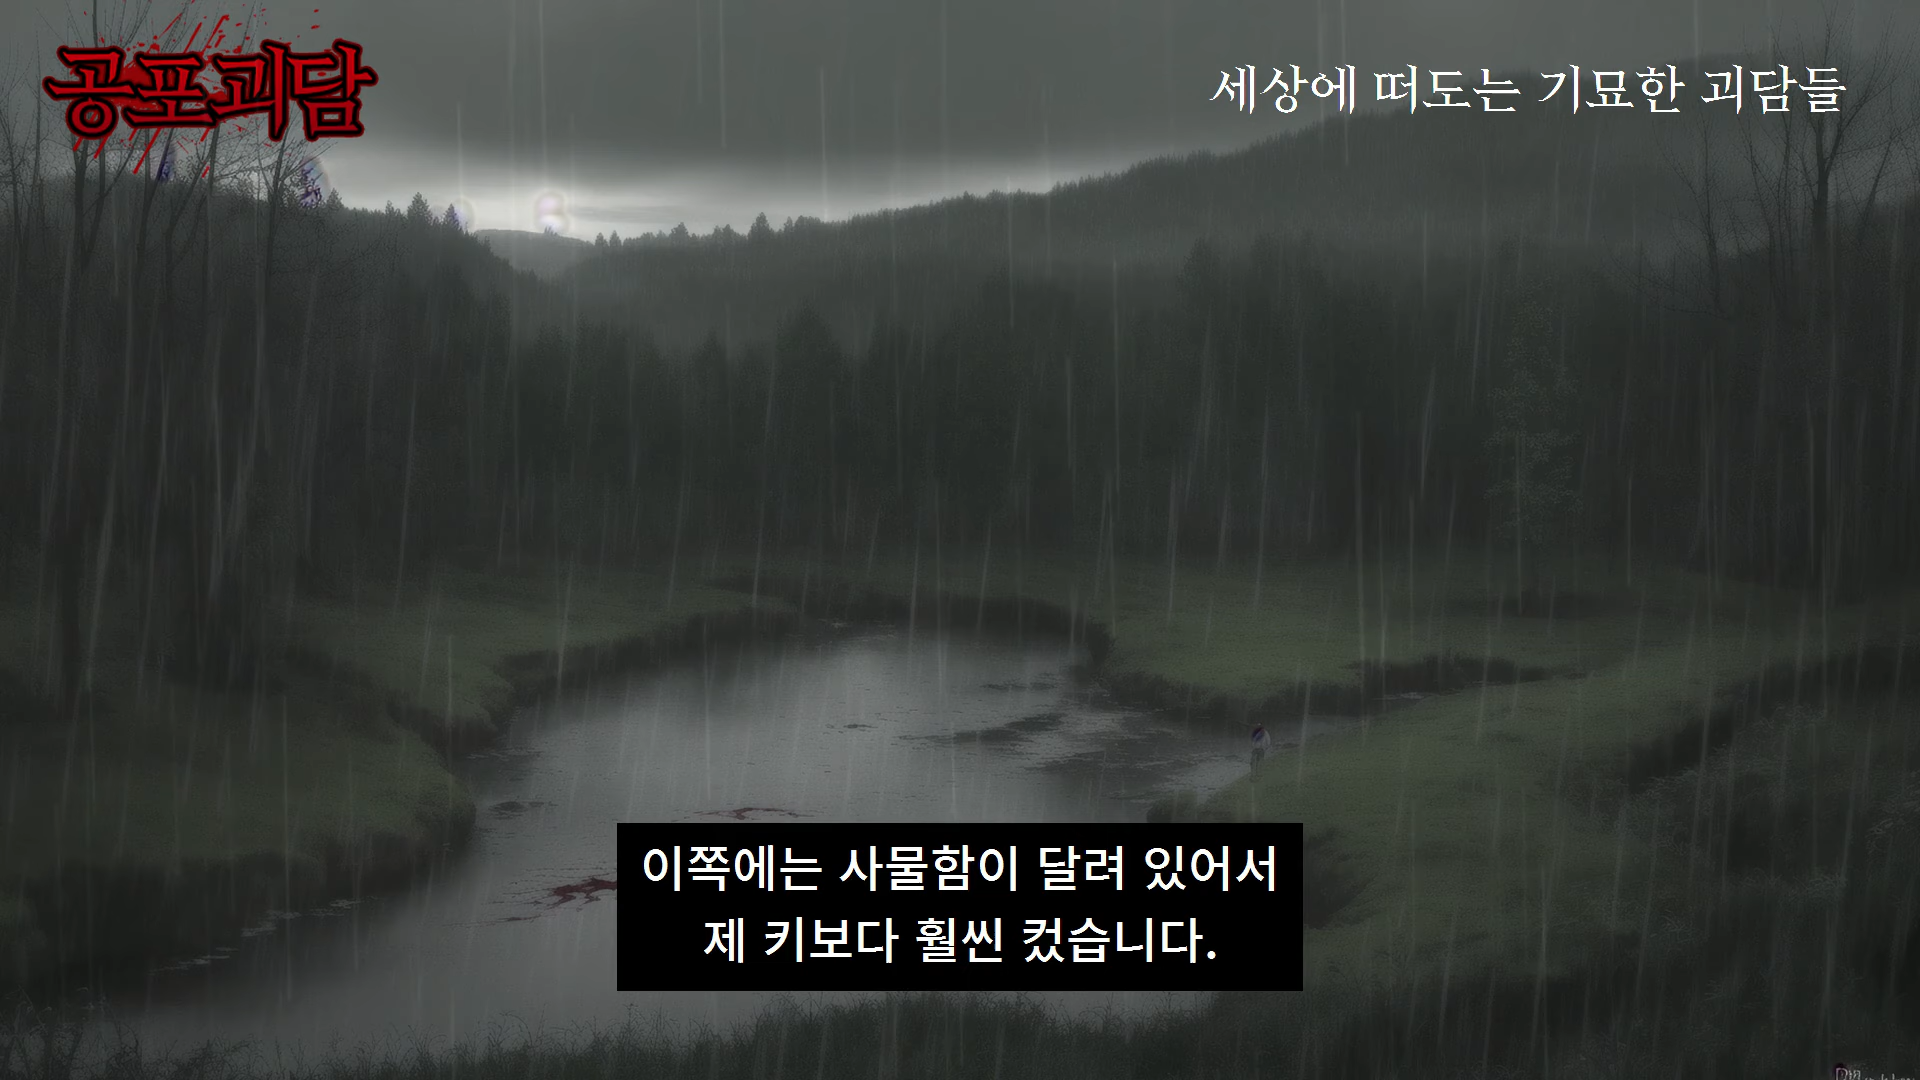 공포괴담
세상에 떠도는 기묘한 괴담들
이쪽에는 사물함이 달려 있어서
제 키보다 훨씬 컸습니다.